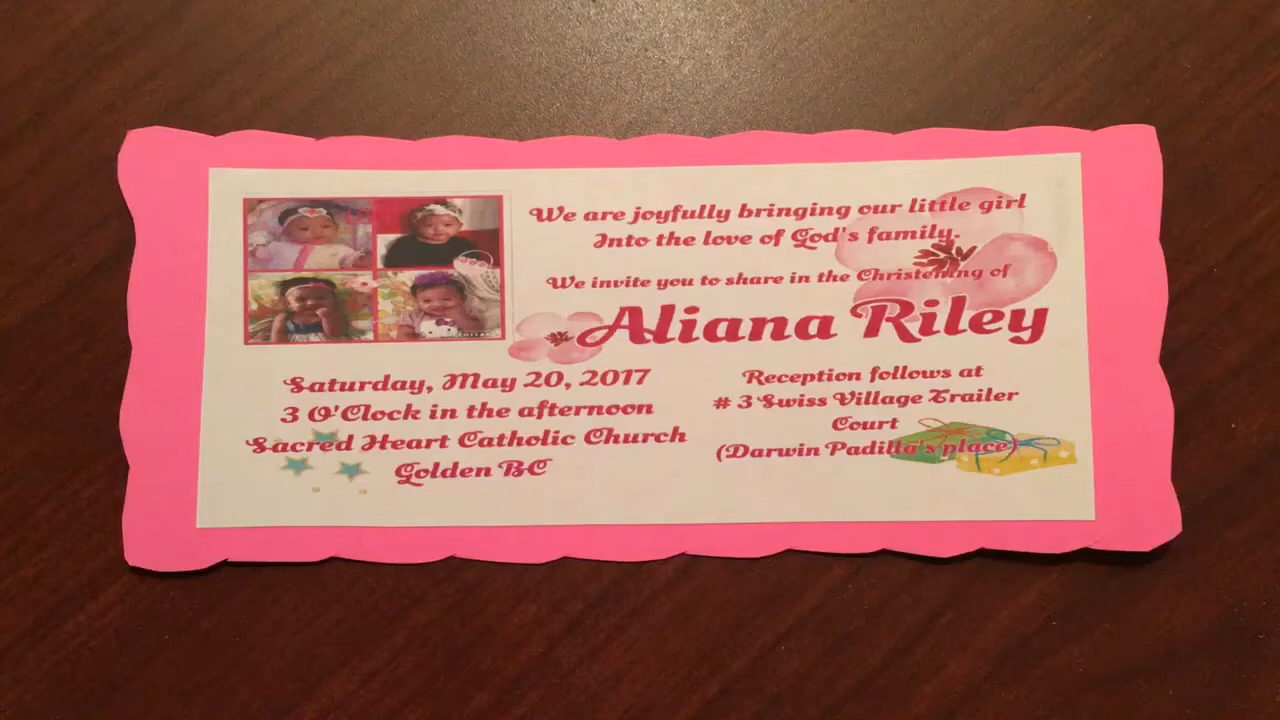 We are joyfully bringing our little girl
Into the love of God's family.
We invite you to share in the Christening of
Aliana Riley
Saturday, May 20, 2017
3 O'Clock in the afternoon
Sacred Heart Catholic Church
Golden BC
Reception follows at
# 3 Swiss Village Trailer
Court
(Darwin Padilla's place)